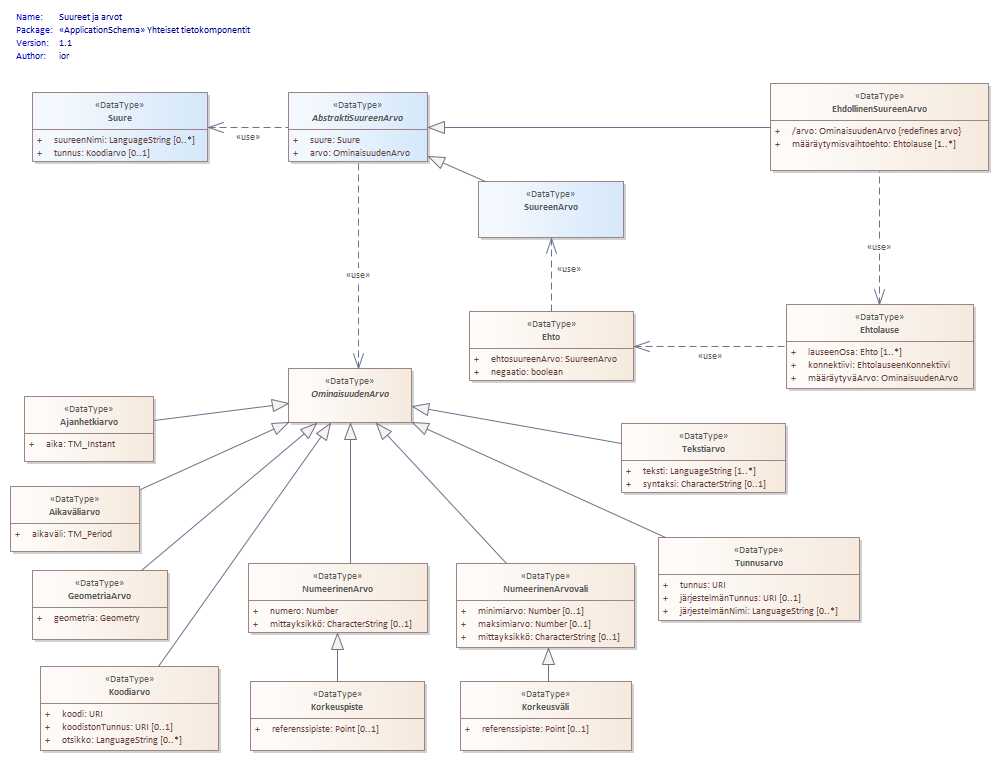 Name: Suureet ja arvot
Package: «ApplicationSchema» Yhteiset tietokomponentit
Version: 1.1
Author: ior
«DataType»
Suure
+ suureenNimi: LanguageString [0..*]
+ tunnus: Koodiarvo [0..1]
«use»
«DataType»
AbstraktiSuureenArvo
+ suure: Suure
+ arvo: OminaisuudenArvo
«DataType»
EhdollinenSuureenArvo
+ /arvo: OminaisuudenArvo {redefines arvo}
+ määräytymisvaihtoehto: Ehtolause [1..*]
«DataType»
SuureenArvo
«use»
«use»
«use»
«DataType»
Ehto
+ ehtosuureenArvo: SuureenArvo
+ negaatio: boolean
«use»
«DataType»
Ehtolause
+ lauseenOsa: Ehto [1..*]
+ konnektiivi: EhtolauseenKonnektiivi
+ määräytyväArvo: OminaisuudenArvo
«DataType»
OminaisuudenArvo
«DataType»
Ajanhetkiarvo
+ aika: TM_Instant
«DataType»
Tekstiarvo
+ teksti: LanguageString [1..*]
+ syntaksi: CharacterString [0..1]
«DataType»
Aikaväliarvo
+ aikaväli: TM_Period
«DataType»
Tunnusarvo
+ tunnus: URI
+ järjestelmänTunnus: URI [0..1]
+ järjestelmänNimi: LanguageString [0..*]
«DataType»
GeometriaArvo
+ geometria: Geometry
«DataType»
NumeerinenArvo
+ numero: Number
+ mittayksikkö: CharacterString [0..1]
«DataType»
NumeerinenArvovali
+ minimiarvo: Number [0..1]
+ maksimiarvo: Number [0..1]
+ mittayksikkö: CharacterString [0..1]
«DataType»
Koodiarvo
+ koodi: URI
+ koodistonTunnus: URI [0..1]
+ otsikko: LanguageString [0..*]
«DataType»
Korkeuspiste
+ referenssipiste: Point [0..1]
«DataType»
Korkeusväli
+ referenssipiste: Point [0..1]